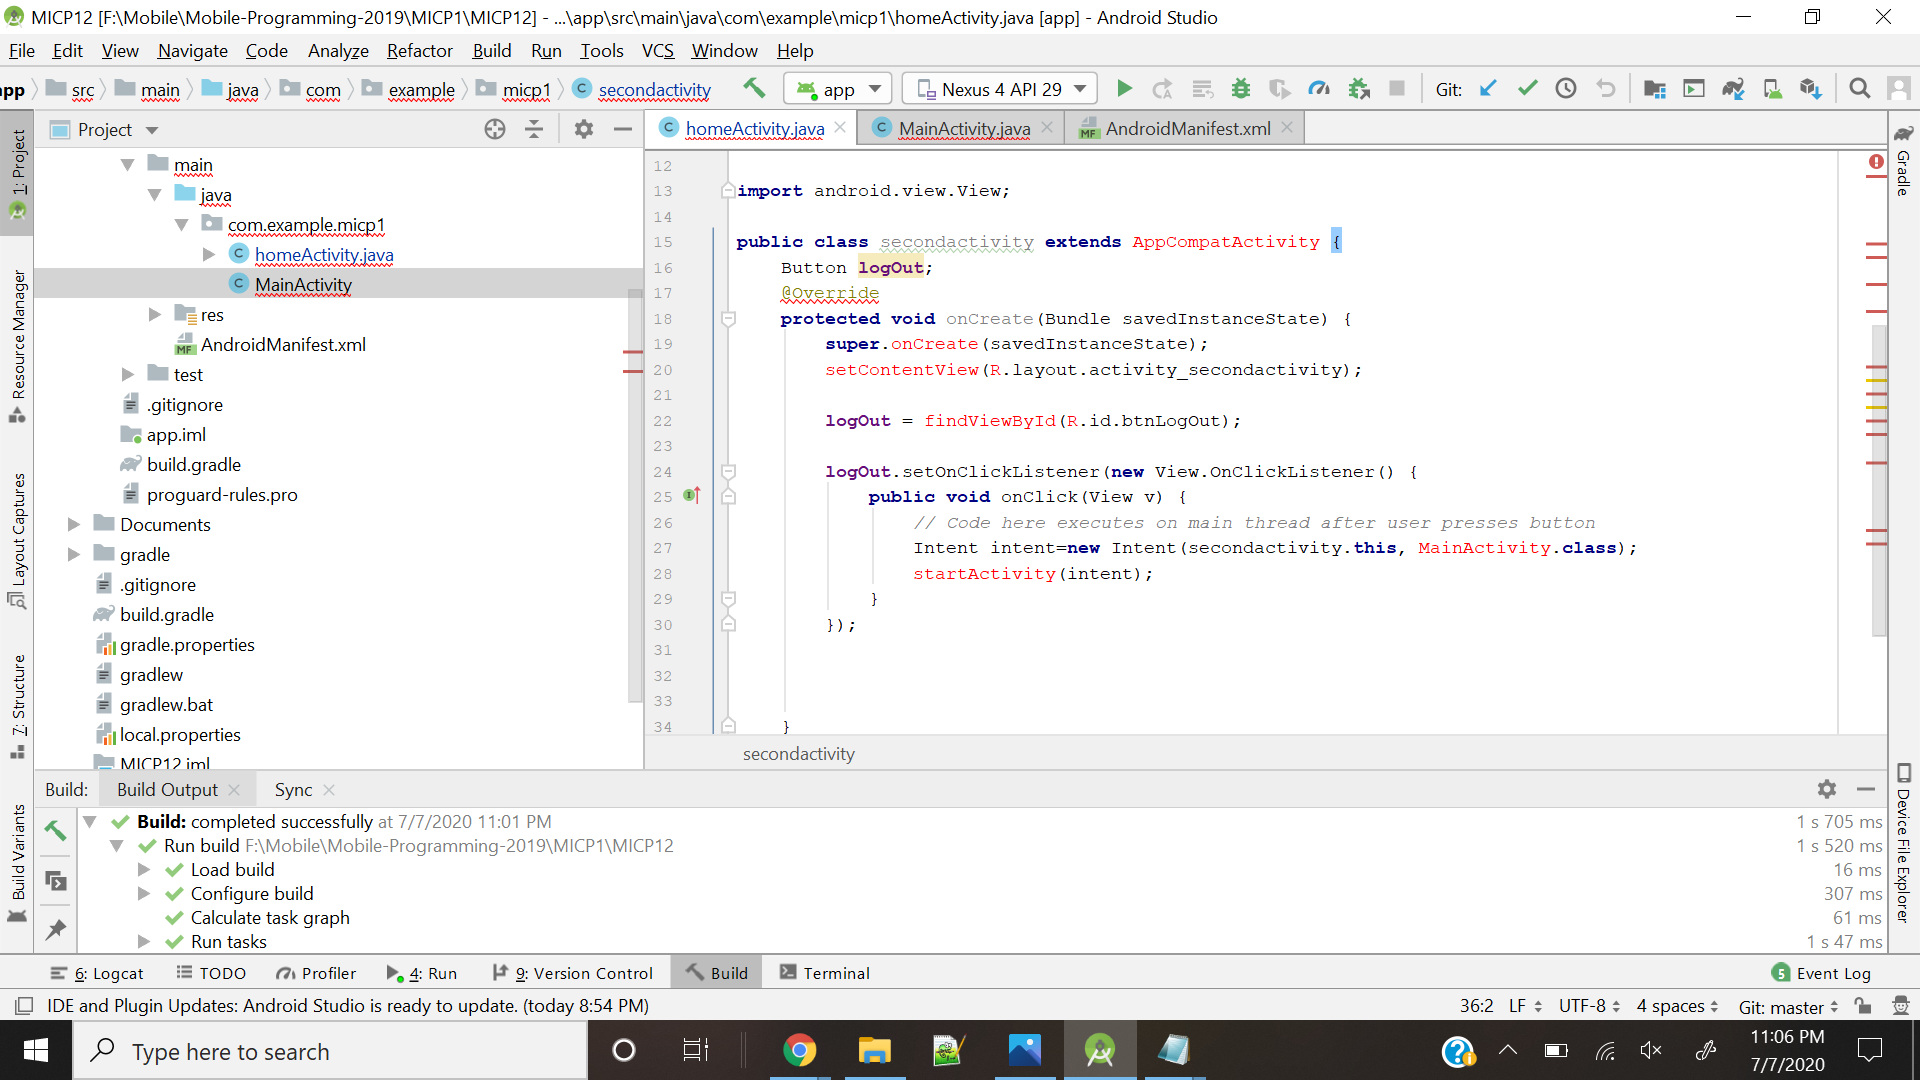 MICP12 [F:\Mobile\Mobile-Programming-2019\MICP1\MICP12] - ...\app\src\main\java\com\example\micp1\homeActivity.java [app] - Android Studio
File Edit View Navigate Code Analyze Refactor Build Run Tools VCS Window Help
app src main java com example micp1 secondactivity app Nexus 4 API 29 Git:
1: Project
Resource Manager
Layout Captures
7: Structure
Build Variants
Project
main
java
com.example.micp1
homeActivity.java
MainActivity
res
AndroidManifest.xml
test
.gitignore
app.iml
build.gradle
proguard-rules.pro
Documents
gradle
.gitignore
build.gradle
gradle.properties
gradlew
gradlew.bat
local.properties
MICP12.iml
homeActivity.java MainActivity.java AndroidManifest.xml
12
13 import android.view.View;
14
15 public class secondactivity extends AppCompatActivity {
16 Button logOut;
17 @Override
18 protected void onCreate(Bundle savedInstanceState) {
19 super.onCreate(savedInstanceState);
20 setContentView(R.layout.activity_secondactivity);
21
22 logOut = findViewById(R.id.btnLogOut);
23
24 logOut.setOnClickListener(new View.OnClickListener() {
25 public void onClick(View v) {
26 // Code here executes on main thread after user presses button
27 Intent intent=new Intent(secondactivity.this, MainActivity.class);
28 startActivity(intent);
29 }
30 });
31
32
33
34 }
secondactivity
Gradle
Device File Explorer
Build: Build Output Sync
Build: completed successfully at 7/7/2020 11:01 PM 1 s 705 ms
Run build F:\Mobile\Mobile-Programming-2019\MICP1\MICP12 1 s 520 ms
Load build 16 ms
Configure build 307 ms
Calculate task graph 61 ms
Run tasks 1 s 47 ms
6: Logcat TODO Profiler 4: Run 9: Version Control Build Terminal 5 Event Log
IDE and Plugin Updates: Android Studio is ready to update. (today 8:54 PM) 36:2 LF UTF-8 4 spaces Git: master
Type here to search
11:06 PM
7/7/2020